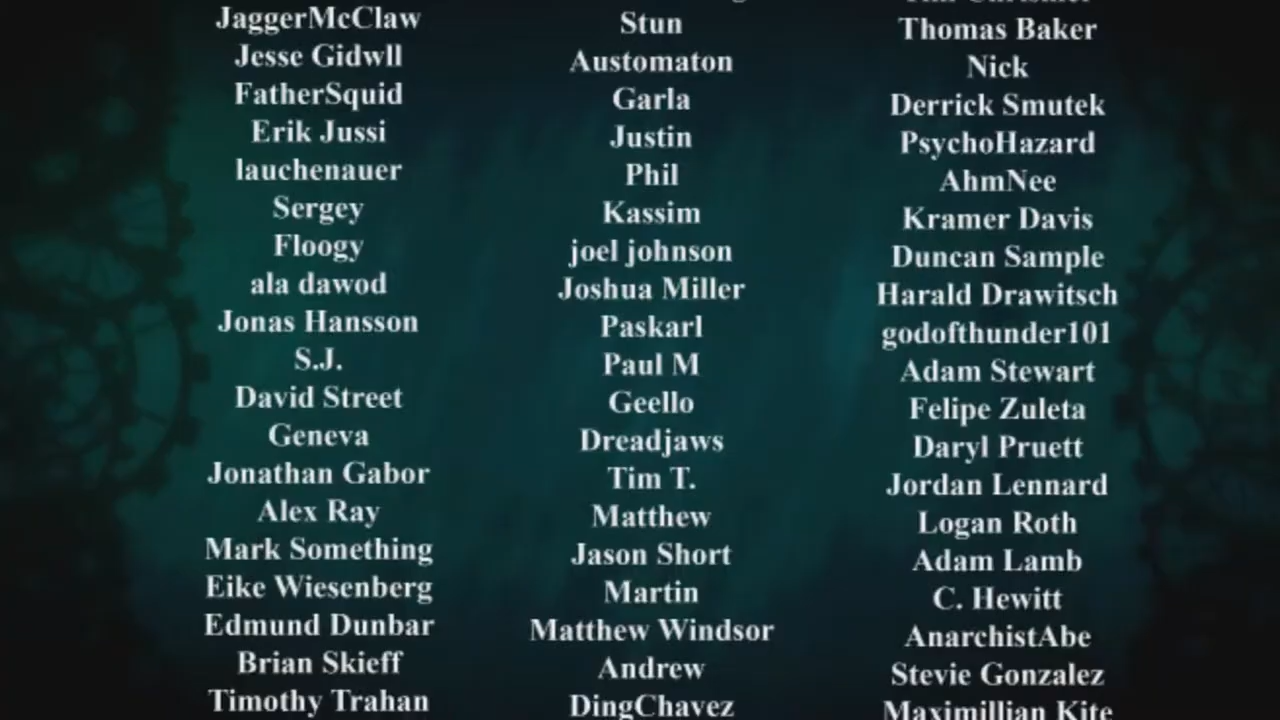 JaggerMcClaw
Jesse Gidwll
FatherSquid
Erik Jussi
lauchenauer
Sergey
Floogy
ala dawod
Jonas Hansson
S.J.
David Street
Geneva
Jonathan Gabor
Alex Ray
Mark Something
Eike Wiesenberg
Edmund Dunbar
Brian Skieff
Timothy Trahan
Stun
Austomaton
Garla
Justin
Phil
Kassim
joel johnson
Joshua Miller
Paskarl
Paul M
Geello
Dreadjaws
Tim T.
Matthew
Jason Short
Martin
Matthew Windsor
Andrew
DingChavez
Thomas Baker
Nick
Derrick Smutek
PsychoHazard
AhmNee
Kramer Davis
Duncan Sample
Harald Drawitsch
godofthunder101
Adam Stewart
Felipe Zuleta
Daryl Pruett
Jordan Lennard
Logan Roth
Adam Lamb
C. Hewitt
AnarchistAbe
Stevie Gonzalez
Maximillian Kite